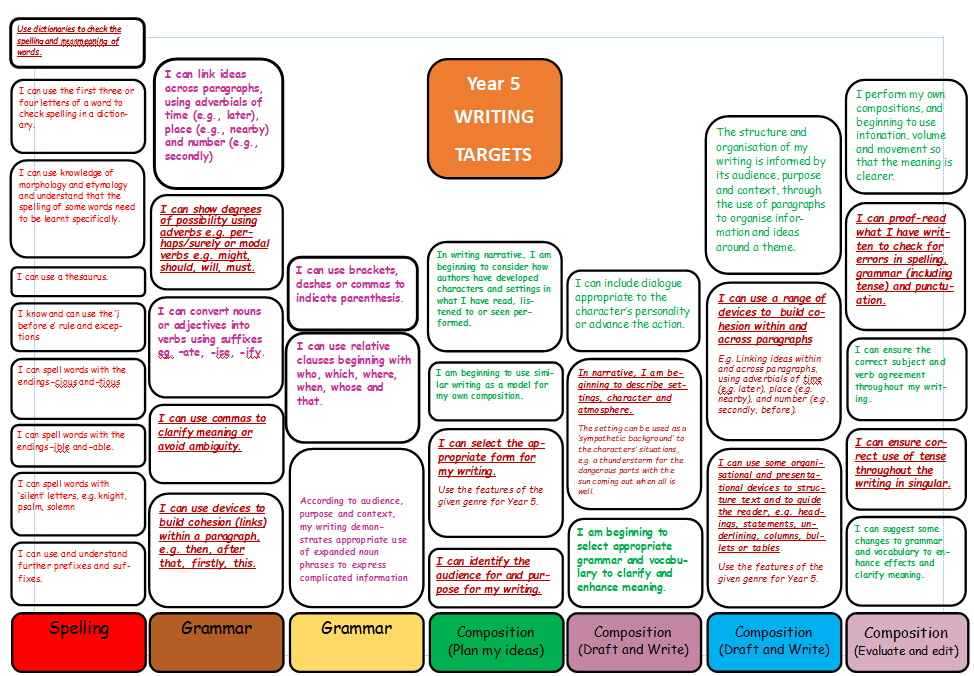 Use dictionaries to check the
spelling and meanmeaning of
words.
I can use the first three or
four letters of a word to
check spelling in a diction-
ary.
I can use knowledge of
morphology and etymology
and understand that the
spelling of some words need
to be learnt specifically.
I can use a thesaurus.
I know and can use the ‘i
before e’ rule and excep-
tions
I can spell words with the
endings –cious and -tious
I can spell words with the
endings –ible and –able.
I can spell words with
‘silent’ letters, e.g. knight,
psalm, solemn
I can use and understand
further prefixes and suf-
fixes.
Spelling
I can link ideas
across paragraphs,
using adverbials of
time (e.g., later),
place (e.g., nearby)
and number (e.g.,
secondly)
I can show degrees
of possibility using
adverbs e.g. per-
haps/surely or modal
verbs e.g. might,
should, will, must.
I can convert nouns
or adjectives into
verbs using suffixes
eg. –ate, -ise, -ify.
I can use commas to
clarify meaning or
avoid ambiguity.
I can use devices to
build cohesion (links)
within a paragraph,
e.g. then, after
that, firstly, this.
Grammar
I can use brackets,
dashes or commas to
indicate parenthesis.
I can use relative
clauses beginning with
who, which, where,
when, whose and
that.
According to audience,
purpose and context,
my writing demon-
strates appropriate use
of expanded noun
phrases to express
complicated information
Grammar
Year 5
WRITING
TARGETS
In writing narrative, I am
beginning to consider how
authors have developed
characters and settings in
what I have read, lis-
tened to or seen per-
formed.
I am beginning to use simi-
lar writing as a model for
my own composition.
I can select the ap-
propriate form for
my writing.
Use the features of the
given genre for Year 5.
I can identify the
audience for and pur-
pose for my writing.
Composition
(Plan my ideas)
I can include dialogue
appropriate to the
character’s personality
or advance the action.
In narrative, I am be-
ginning to describe set-
tings, character and
atmosphere.
The setting can be used as a
‘sympathetic background’ to
the characters’ situations,
e.g. a thunderstorm for the
dangerous parts with the
sun coming out when all is
well.
I am beginning to
select appropriate
grammar and vocabu-
lary to clarify and
enhance meaning.
Composition
(Draft and Write)
The structure and
organisation of my
writing is informed by
its audience, purpose
and context, through
the use of paragraphs
to organise infor-
mation and ideas
around a theme.
I can use a range of
devices to build co-
hesion within and
across paragraphs
E.g. Linking ideas within
and across paragraphs,
using adverbials of time
(e.g. later), place (e.g.
nearby), and number (e.g.
secondly, before).
I can use some organi-
sational and presenta-
tional devices to struc-
ture text and to guide
the reader, e.g. head-
ings, statements, un-
derlining, columns, bul-
lets or tables
Use the features of the
given genre for Year 5.
Composition
(Draft and Write)
I perform my own
compositions, and
beginning to use
intonation, volume
and movement so
that the meaning is
clearer.
I can proof-read
what I have writ-
ten to check for
errors in spelling,
grammar (including
tense) and punctu-
ation.
I can ensure the
correct subject and
verb agreement
throughout my writ-
ing.
I can ensure cor-
rect use of tense
throughout the
writing in singular.
I can suggest some
changes to grammar
and vocabulary to en-
hance effects and
clarify meaning.
Composition
(Evaluate and edit)